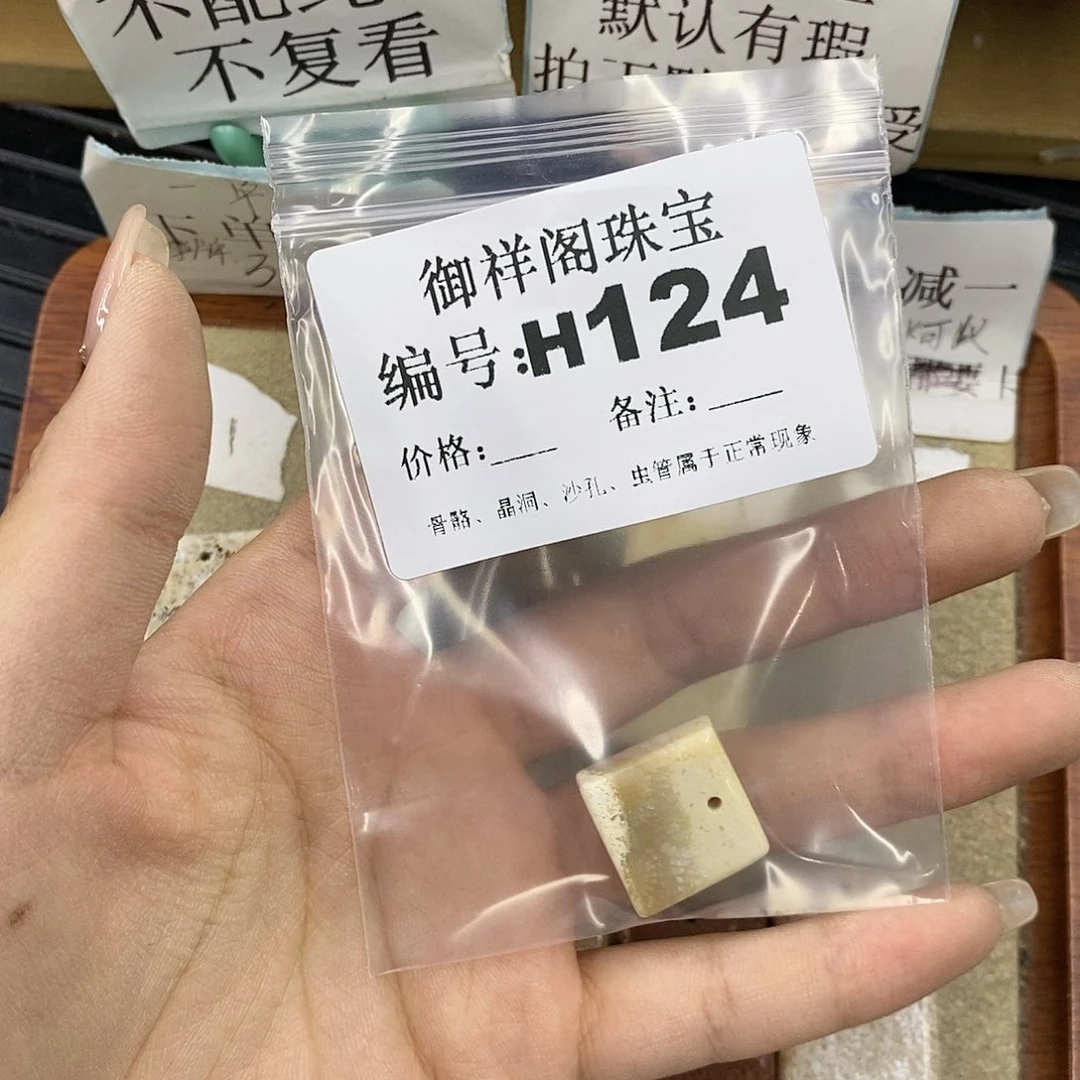 不复看
默认有瑕
受
御祥阁珠宝
编号:H124
备注:
价格:
骨骼、晶洞、沙孔、虫管属于正常现象
减一